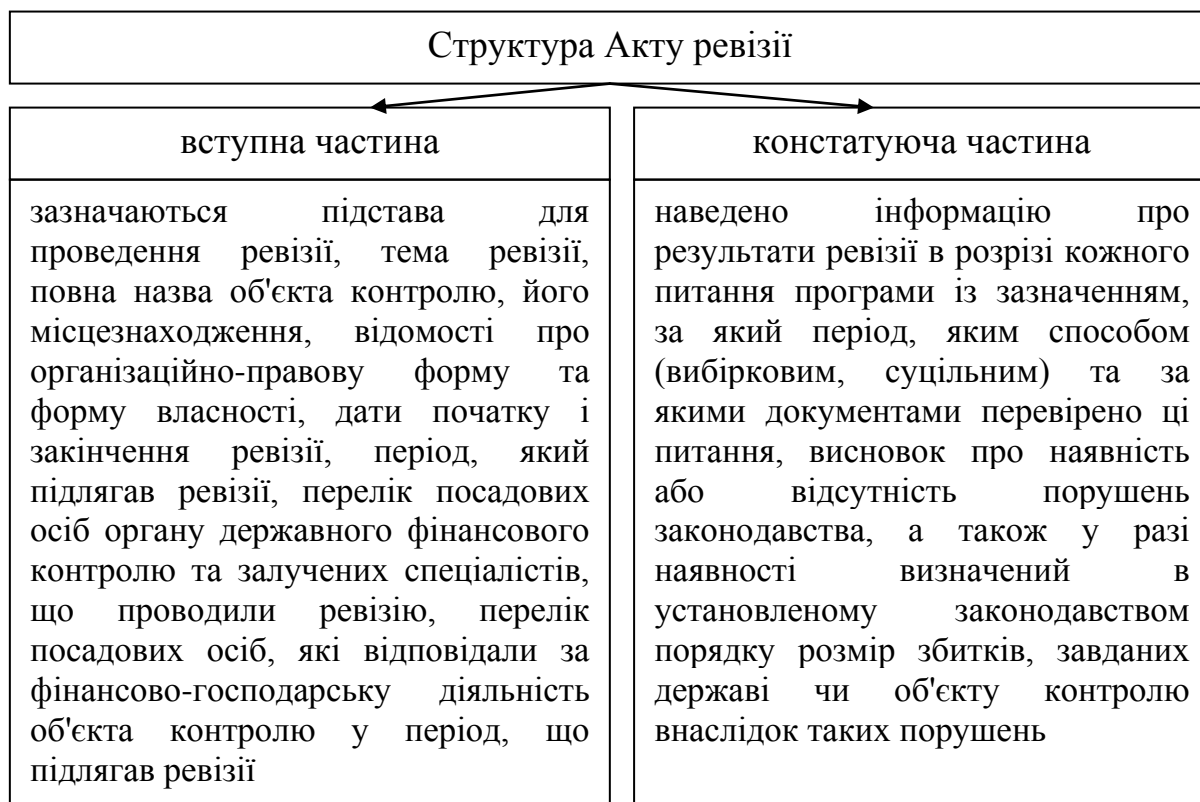 Структура Акту ревізії
вступна частина
зазначаються підстава для
проведення ревізії, тема ревізії,
повна назва об'єкта контролю, його
місцезнаходження, відомості про
організаційно-правову форму та
форму власності, дати початку і
закінчення ревізії, період, який
підлягав ревізії, перелік посадових
осіб органу державного фінансового
контролю та залучених спеціалістів,
що проводили ревізію, перелік
посадових осіб, які відповідали за
фінансово-господарську діяльність
об'єкта контролю у період, що
підлягав ревізії
констатуюча частина
наведено інформацію про
результати ревізії в розрізі кожного
питання програми із зазначенням,
за який період, яким способом
(вибірковим, суцільним) та за
якими документами перевірено ці
питання, висновок про наявність
або відсутність порушень
законодавства, а також у разі
наявності визначений в
установленому законодавством
порядку розмір збитків, завданих
державі чи об'єкту контролю
внаслідок таких порушень